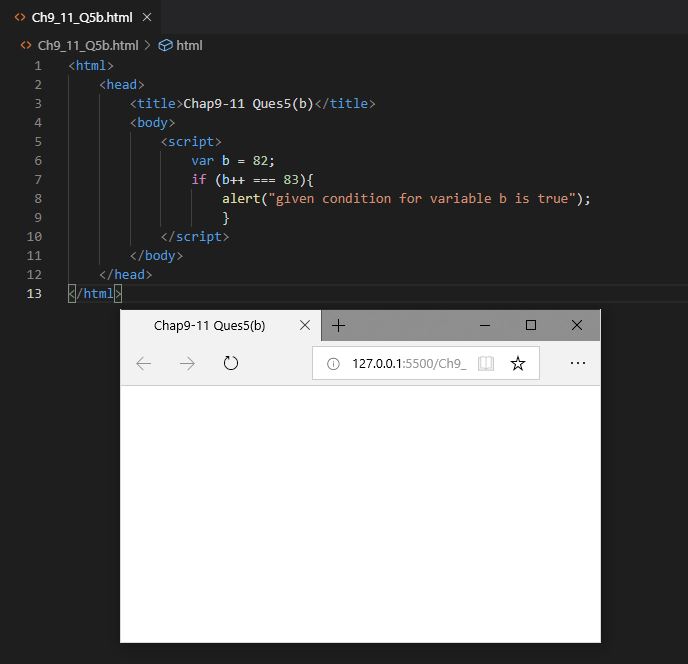 Ch9_11_Q5b.html
Ch9_11_Q5b.html > html
1 <html>
2 <head>
3 <title>Chap9-11 Ques5(b)</title>
4 <body>
5 <script>
6 var b = 82;
7 if (b++ === 83){
8 alert("given condition for variable b is true");
9 }
10 </script>
11 </body>
12 </head>
13 </html>
Chap9-11 Ques5(b)
127.0.0.1:5500/Ch9_